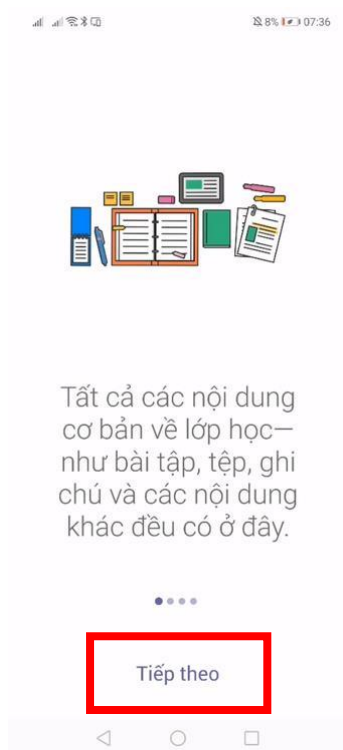 8% 07:36
Tất cả các nội dung
cơ bản về lớp học—
như bài tập, tệp, ghi
chú và các nội dung
khác đều có ở đây.
Tiếp theo